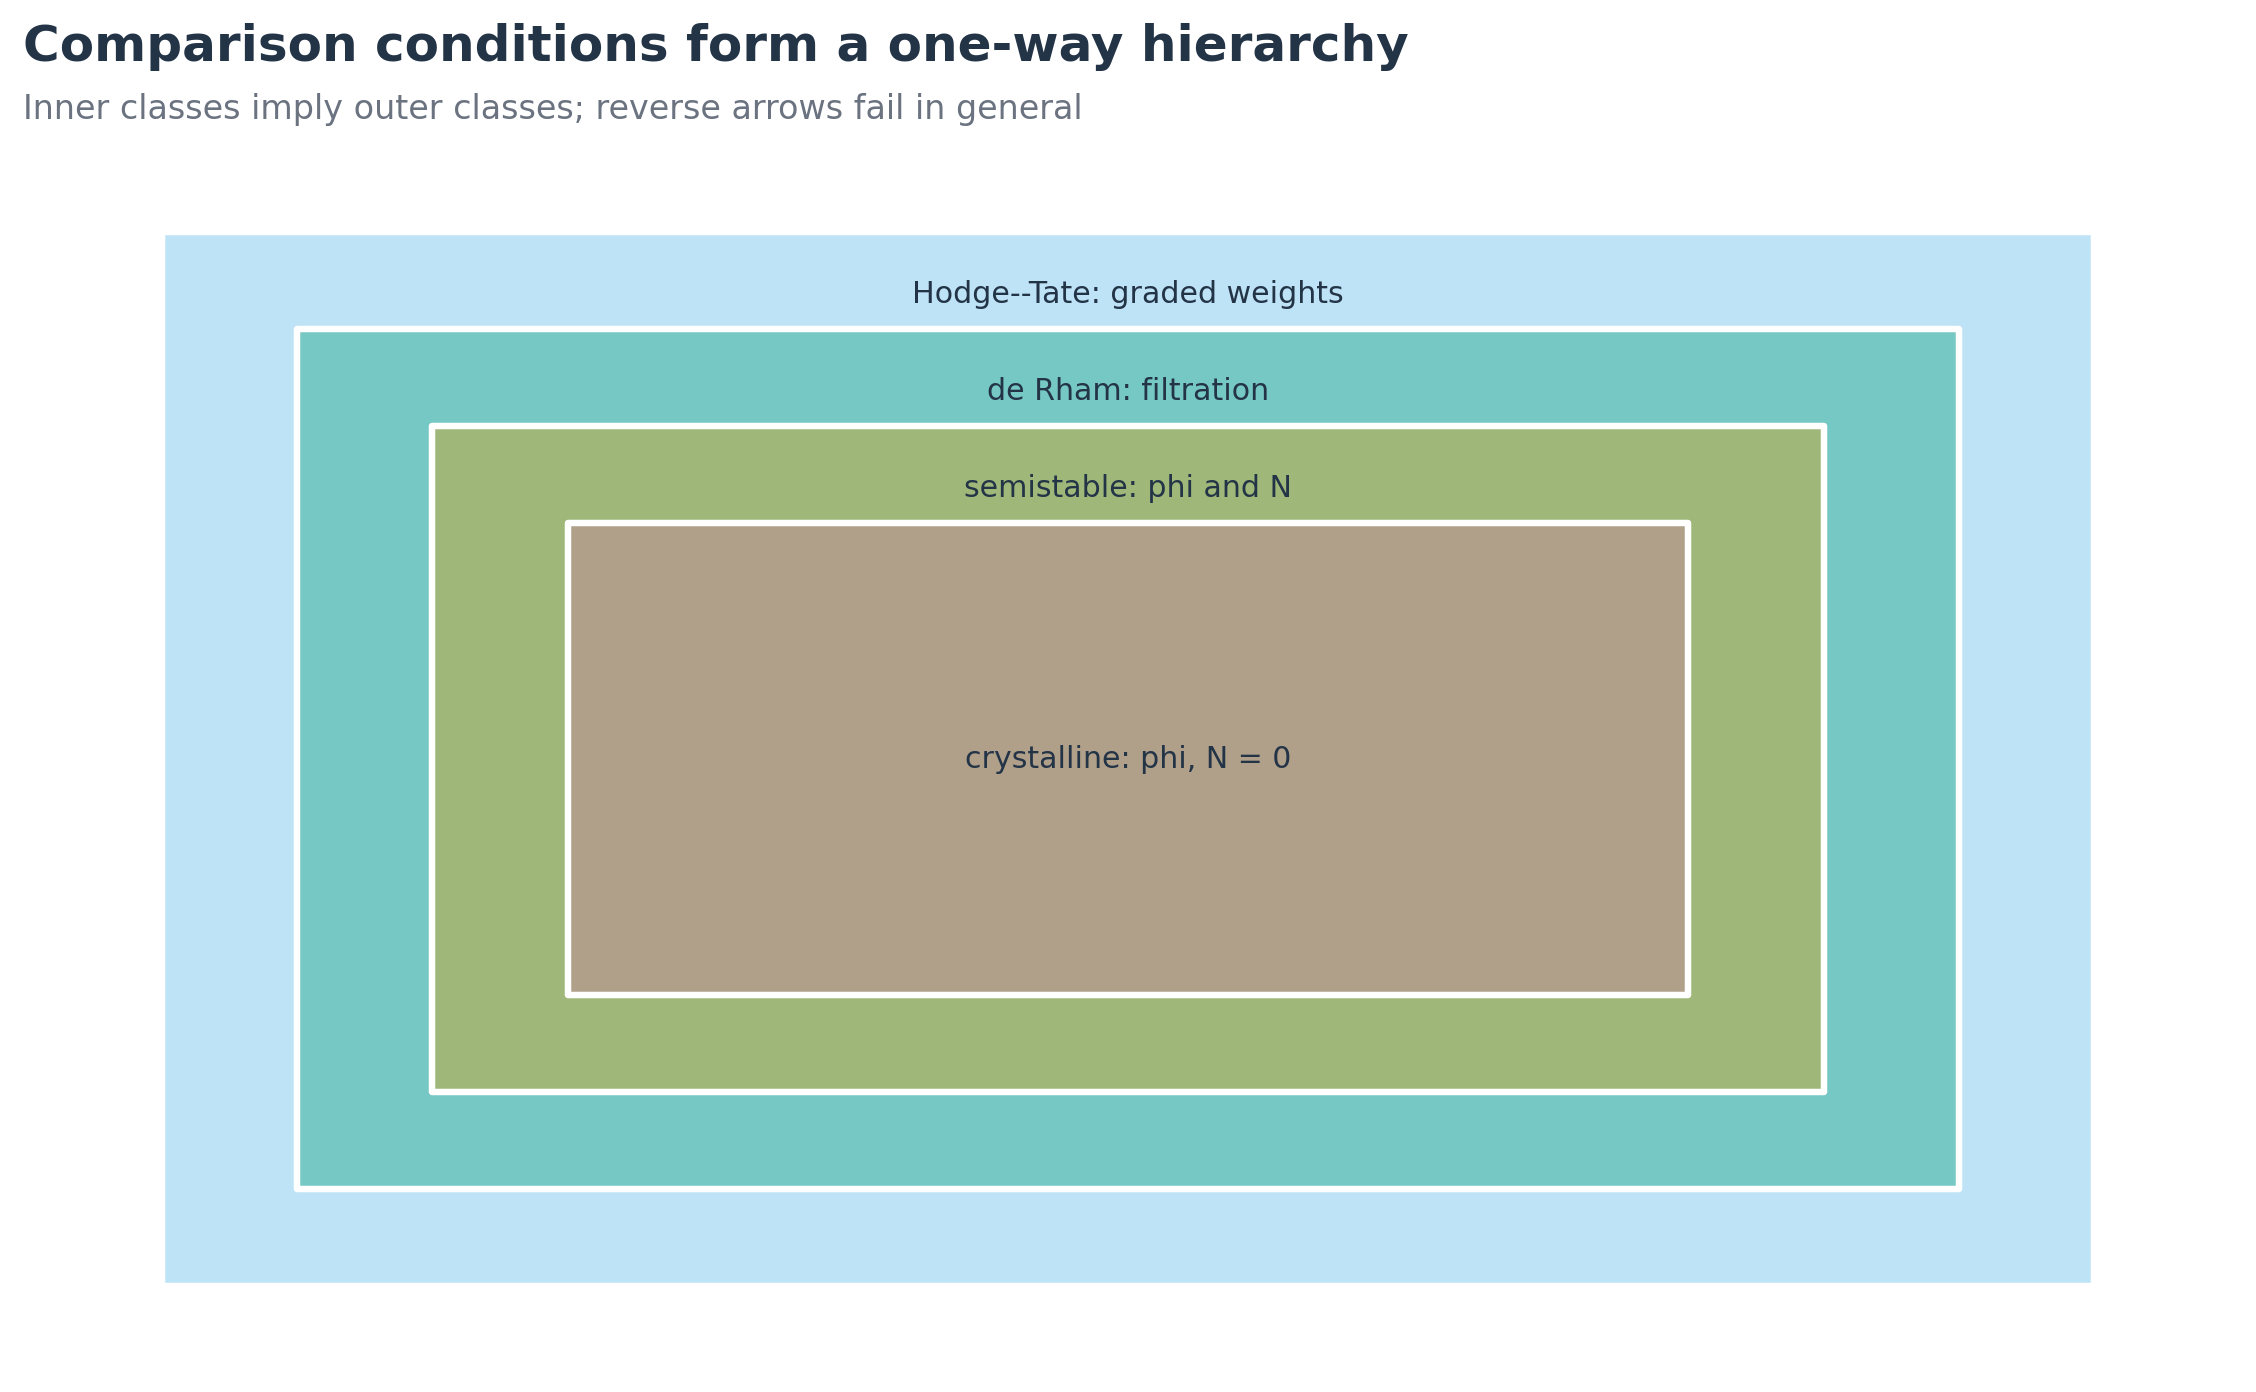 Comparison conditions form a one-way hierarchy
Inner classes imply outer classes; reverse arrows fail in general
Hodge--Tate: graded weights
de Rham: filtration
semistable: phi and N
crystalline: phi, N = 0